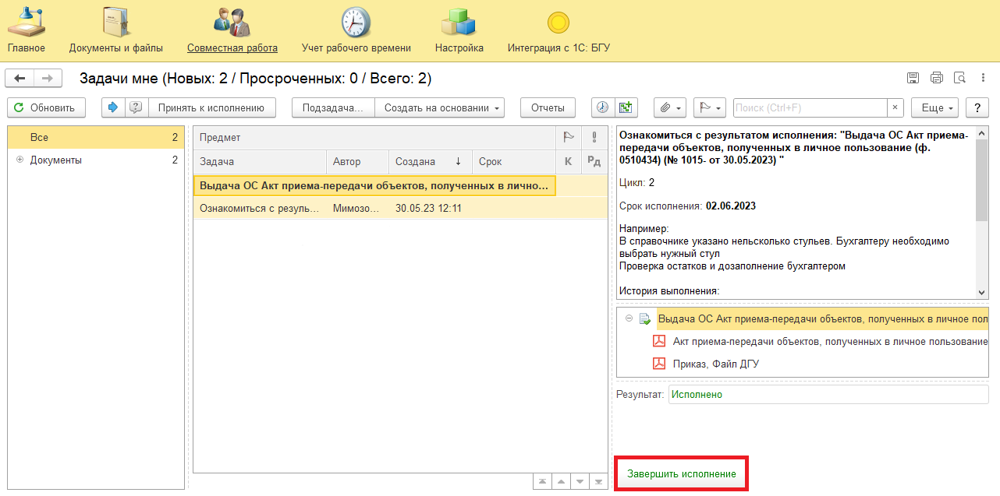 Главное
Документы и файлы
Совместная работа
Учет рабочего времени
Настройка
Интеграция с 1С: БГУ
Задачи мне (Новых: 2 / Просроченных: 0 / Всего: 2)
Обновить
Принять к исполнению
Подзадача...
Создать на основании
Отчеты
Поиск (Ctrl+F)
×
Еще
?
Все 2
Документы 2
Предмет
Задача Автор Создана ↓ Срок К Рд
Выдача ОС Акт приема-передачи объектов, полученных в лично...
Ознакомиться с резуль... Мимозо... 30.05.23 12:11
Ознакомиться с результатом исполнения: "Выдача ОС Акт приема-
передачи объектов, полученных в личное пользование (ф.
0510434) (№ 1015- от 30.05.2023) "
Цикл: 2
Срок исполнения: 02.06.2023
Например:
В справочнике указано нельсколько стульев. Бухгалтеру необходимо
выбрать нужный стул
Проверка остатков и дозаполнение бухгалтером
История выполнения:
Выдача ОС Акт приема-передачи объектов, полученных в личное пол
Акт приема-передачи объектов, полученных в личное пользование
Приказ, Файл ДГУ
Результат: Исполнено
Завершить исполнение